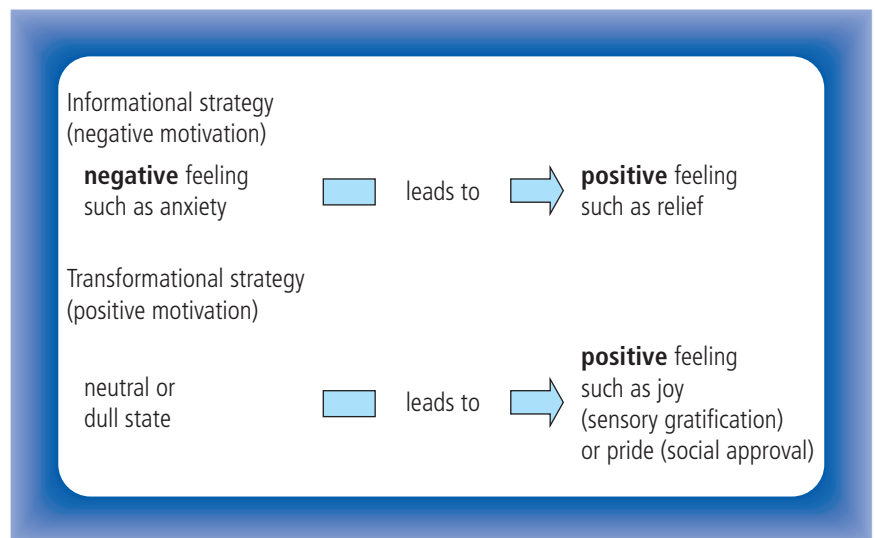 Informational strategy
(negative motivation)
negative feeling
such as anxiety
leads to
positive feeling
such as relief
Transformational strategy
(positive motivation)
neutral or
dull state
leads to
positive feeling
such as joy
(sensory gratification)
or pride (social approval)